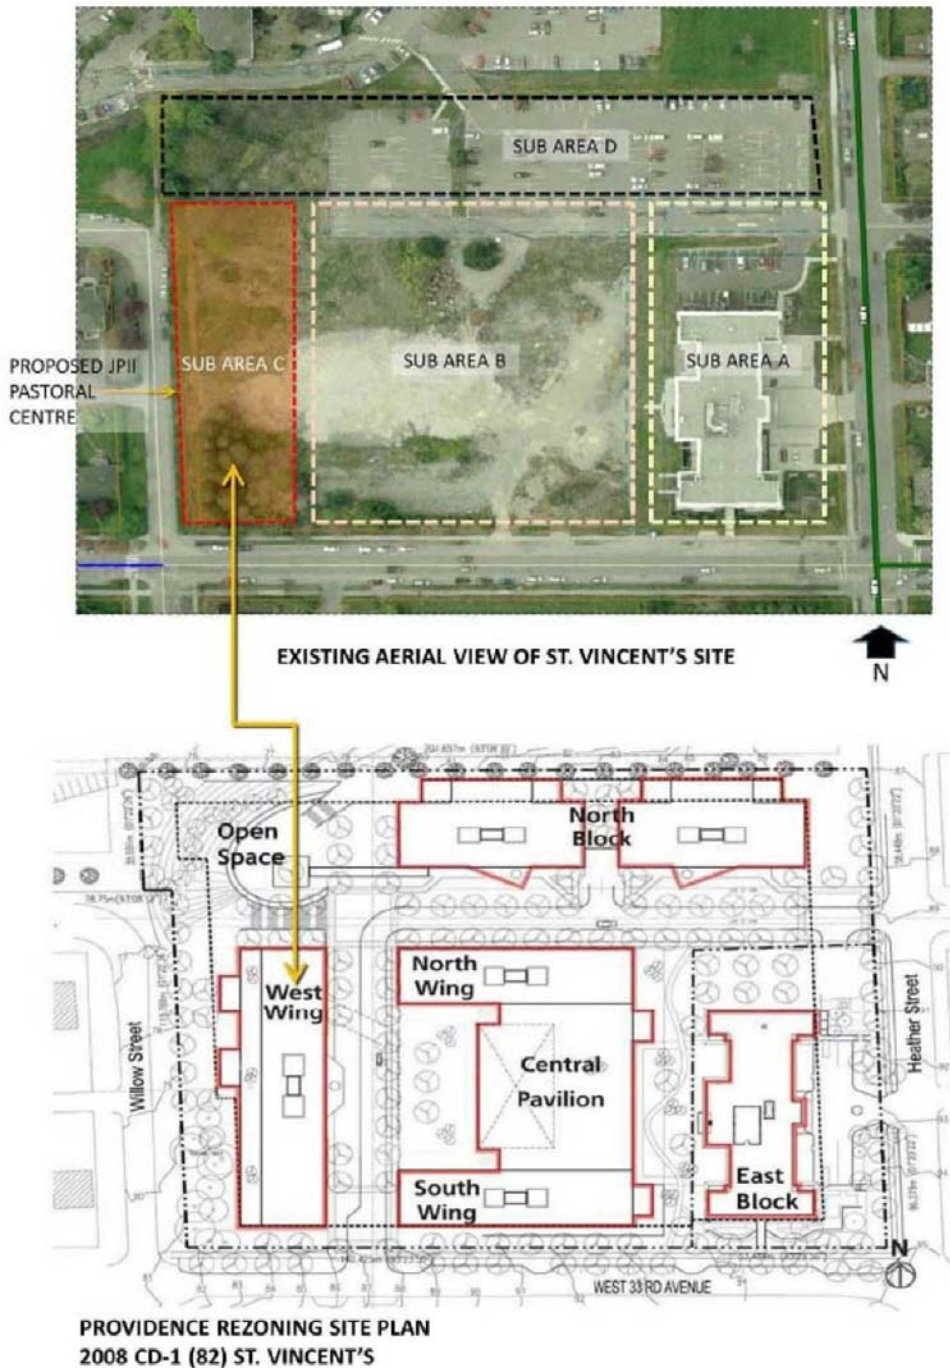 SUB AREA D
PROPOSED JPII
PASTORAL
CENTRE
SUB AREA C
SUB AREA B
SUB AREA A
EXISTING AERIAL VIEW OF ST. VINCENT'S SITE
N
Open
Space
North
Block
West
Wing
North
Wing
Central
Pavilion
South
Wing
East
Block
Willow Street
Heather Street
N
WEST 33 RD AVENUE
PROVIDENCE REZONING SITE PLAN
2008 CD-1 (82) ST. VINCENT'S